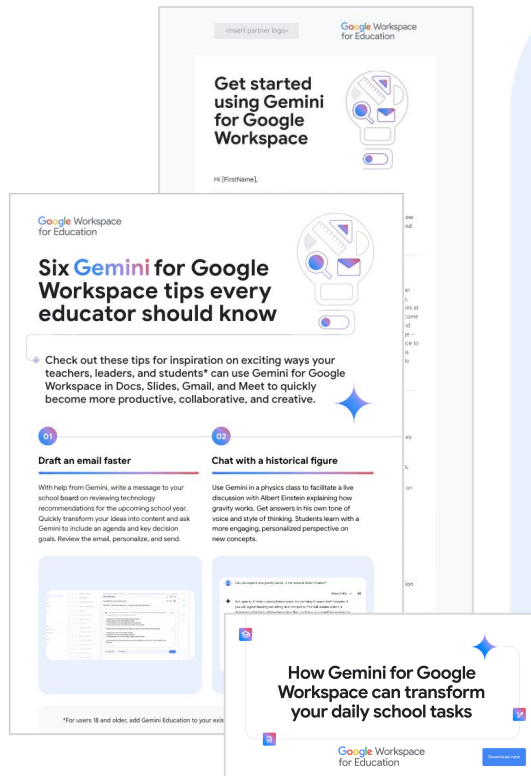 <Insert partner logo>
Google Workspace
for Education
Get started
using Gemini
for Google
Workspace
Hi [FirstName],
Google Workspace
for Education
Six Gemini for Google
Workspace tips every
educator should know
Check out these tips for inspiration on exciting ways your
teachers, leaders, and students* can use Gemini for Google
Workspace in Docs, Slides, Gmail, and Meet to quickly
become more productive, collaborative, and creative.
01
Draft an email faster
With help from Gemini, write a message to your
school board on reviewing technology
recommendations for the upcoming school year.
Quickly transform your ideas into content and ask
Gemini to include an agenda and key decision
goals. Review the email, personalize, and send.
02
Chat with a historical figure
Use Gemini in a physics class to facilitate a live
discussion with Albert Einstein explaining how
gravity works. Get answers in his own tone of
voice and style of thinking. Students learn with a
more engaging, personalized perspective on
new concepts.
*For users 18 and older, add Gemini Education to your exis
How Gemini for Google
Workspace can transform
your daily school tasks
Google Workspace
for Education
Download now